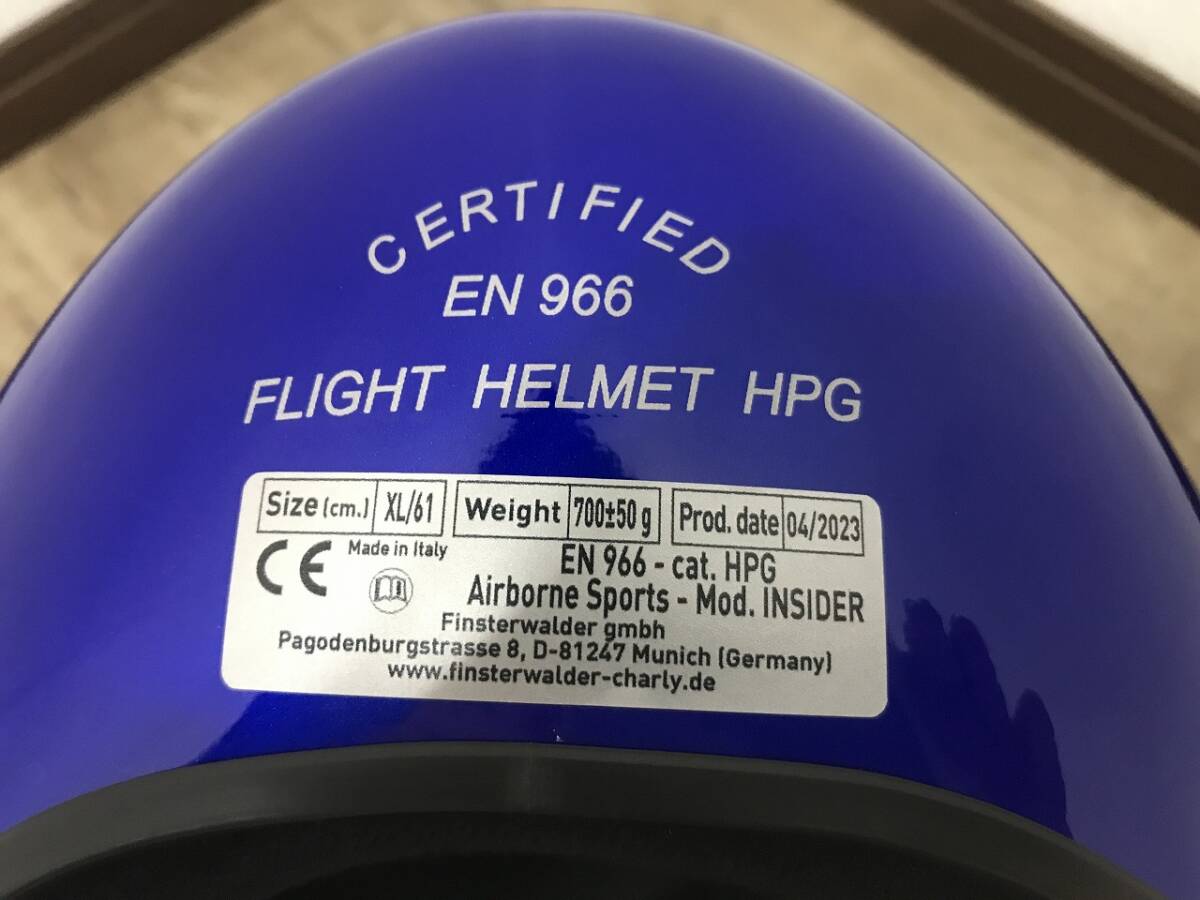 CERTIFIED
EN 966
FLIGHT HELMET HPG
Size (cm.) XL/61 Weight 700±50 g Prod. date 04/2023
CE Made in Italy
EN 966 - cat. HPG
Airborne Sports - Mod. INSIDER
Finsterwalder gmbh
Pagodenburgstrasse 8, D-81247 Munich (Germany)
www.finsterwalder-charly.de